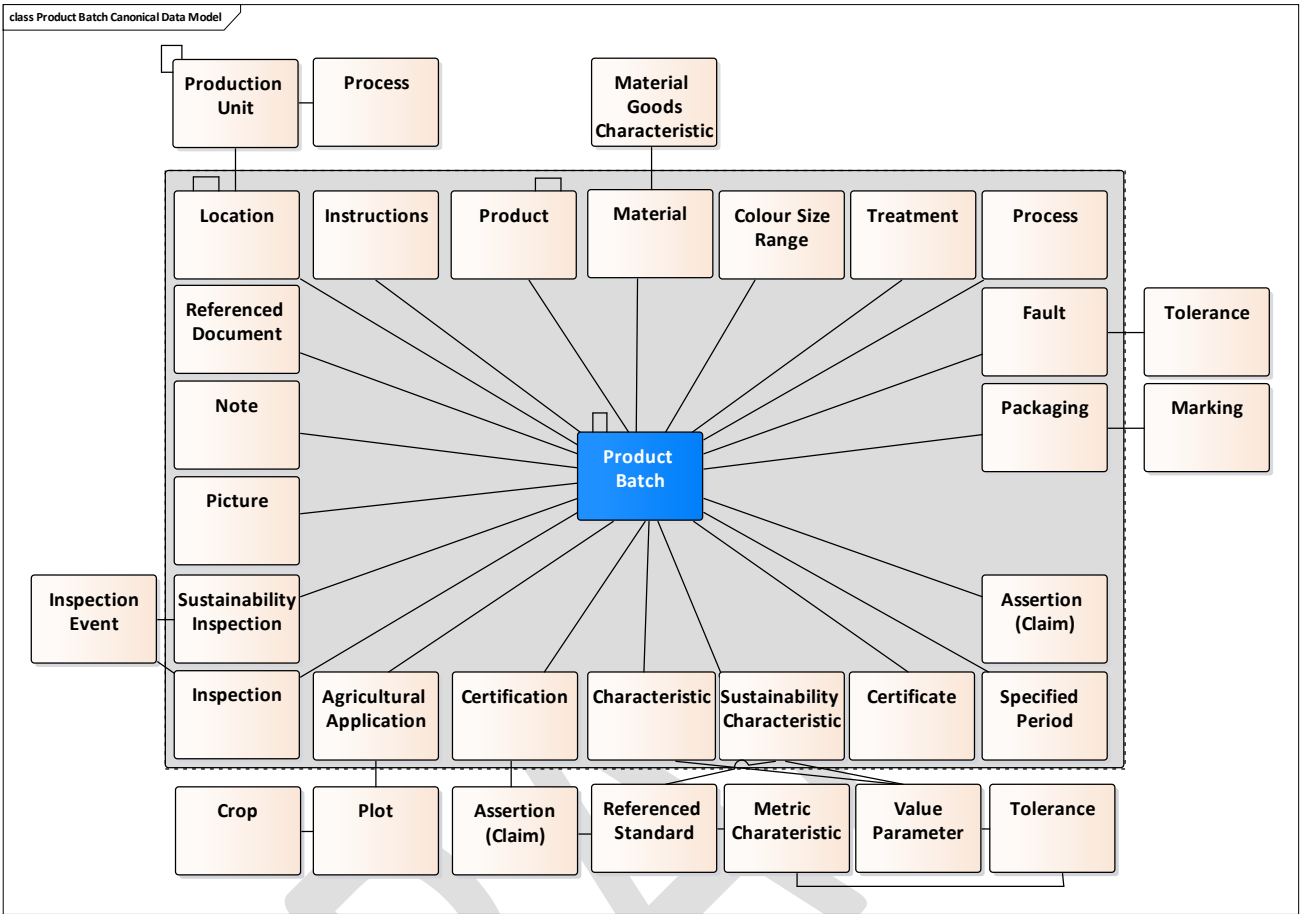 class Product Batch Canonical Data Model
Production
Unit
Process
Material
Goods
Characteristic
Location
Instructions
Product
Material
Colour Size
Range
Treatment
Process
Referenced
Document
Fault
Tolerance
Note
Packaging
Marking
Product
Batch
Picture
Inspection
Event
Sustainability
Inspection
Assertion
(Claim)
Inspection
Agricultural
Application
Certification
Characteristic
Sustainability
Characteristic
Certificate
Specified
Period
Crop
Plot
Assertion
(Claim)
Referenced
Standard
Metric
Charateristic
Value
Parameter
Tolerance